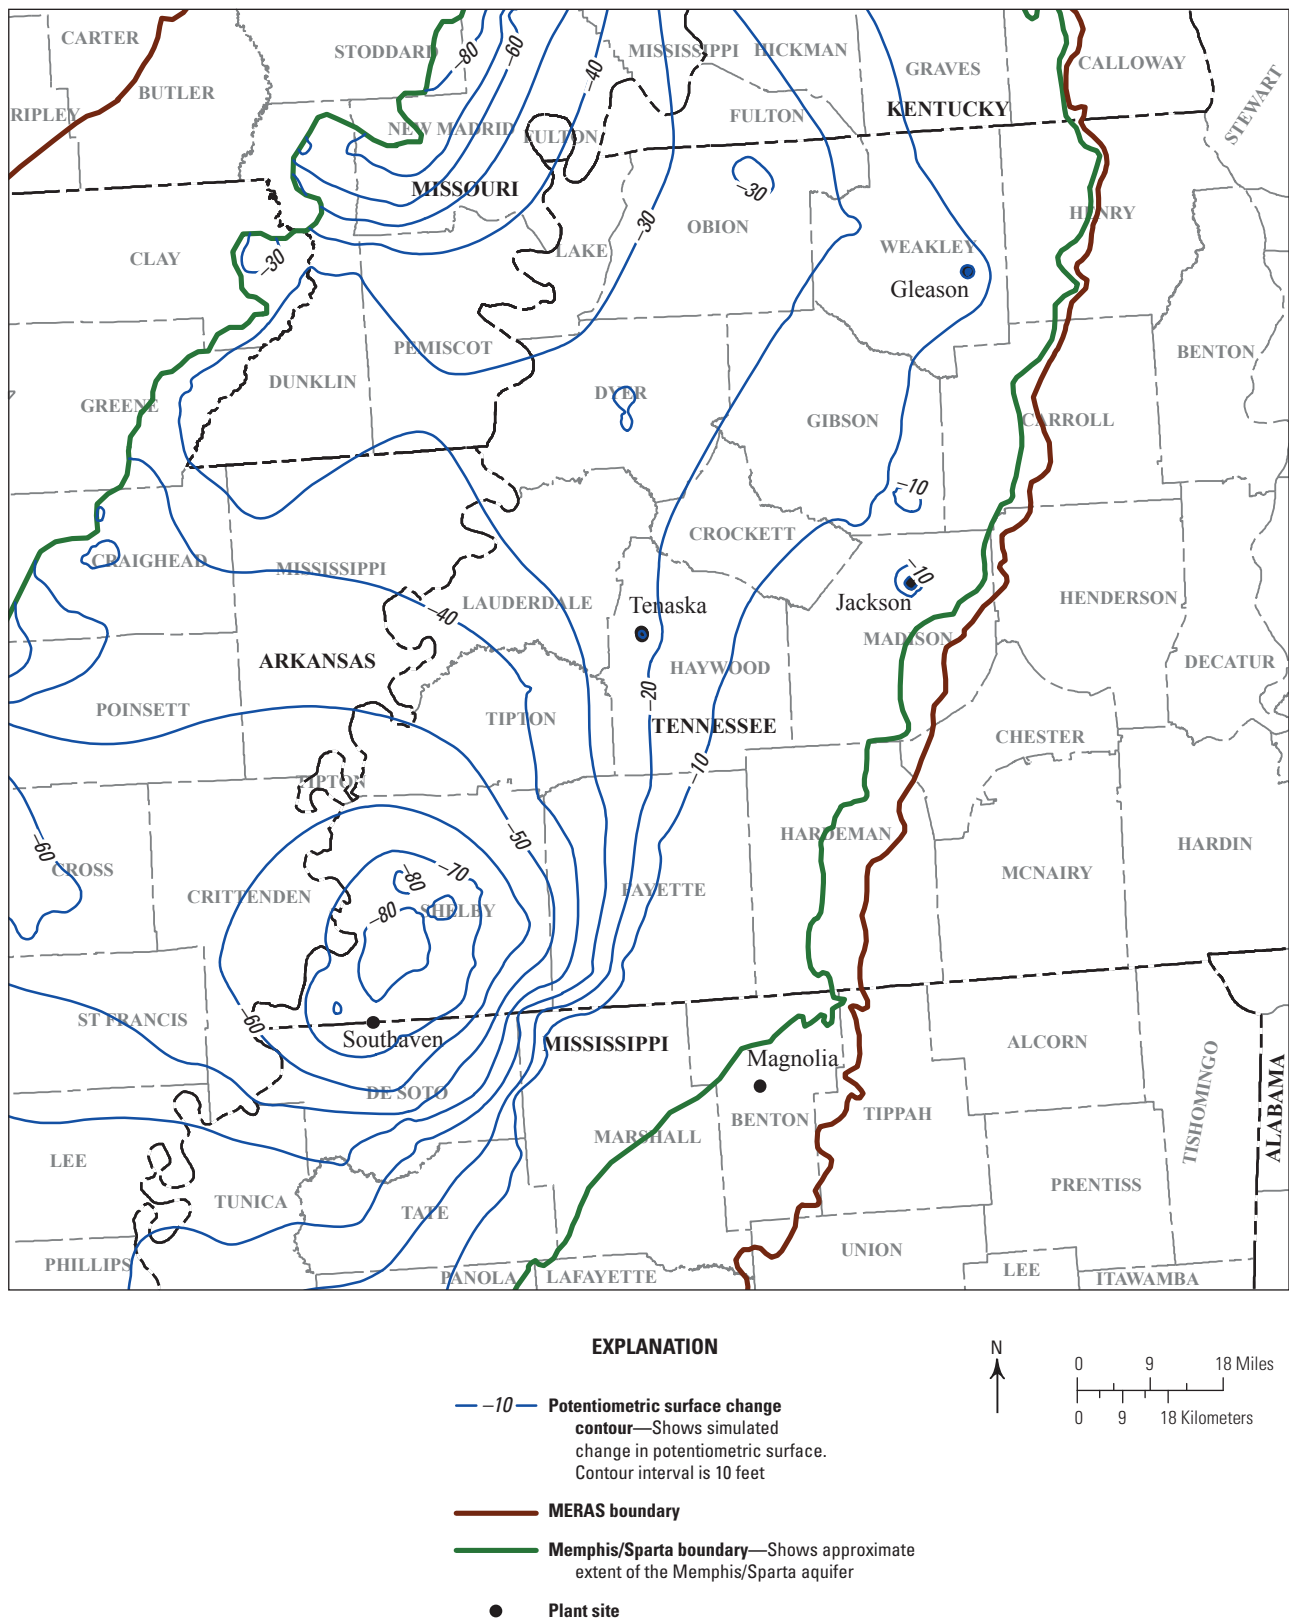 CARTER
STODDARD
−80
−60
−40
MISSISSIPPI
HICKMAN
GRAVES
CALLOWAY
STEWART
BUTLER
RIPLEY
NEW MADRID
FULTON
FULTON
KENTUCKY
MISSOURI
−30
OBION
−30
HENRY
CLAY
−30
LAKE
WEAKLEY
Gleason
PEMISCOT
BENTON
DUNKLIN
DYER
GREENE
GIBSON
CARROLL
−10
CROCKETT
CRAIGHEAD
MISSISSIPPI
−10
−40
LAUDERDALE
Tenaska
Jackson
HENDERSON
MADISON
ARKANSAS
HAYWOOD
DECATUR
−20
POINSETT
TIPTON
TENNESSEE
CHESTER
−10
TIPTON
−50
HARDEMAN
−60
CROSS
HARDIN
−70
−80
MCNAIRY
CRITTENDEN
FAYETTE
−80
SHELBY
ST FRANCIS
−60
Southaven
MISSISSIPPI
ALCORN
Magnolia
TISHOMINGO
ALABAMA
DE SOTO
BENTON
TIPPAH
MARSHALL
LEE
PRENTISS
TUNICA
TATE
UNION
PHILLIPS
PANOLA
LAFAYETTE
LEE
ITAWAMBA
EXPLANATION
N
0 9 18 Miles
0 9 18 Kilometers
−10 Potentiometric surface change
contour—Shows simulated
change in potentiometric surface.
Contour interval is 10 feet
MERAS boundary
Memphis/Sparta boundary—Shows approximate
extent of the Memphis/Sparta aquifer
Plant site